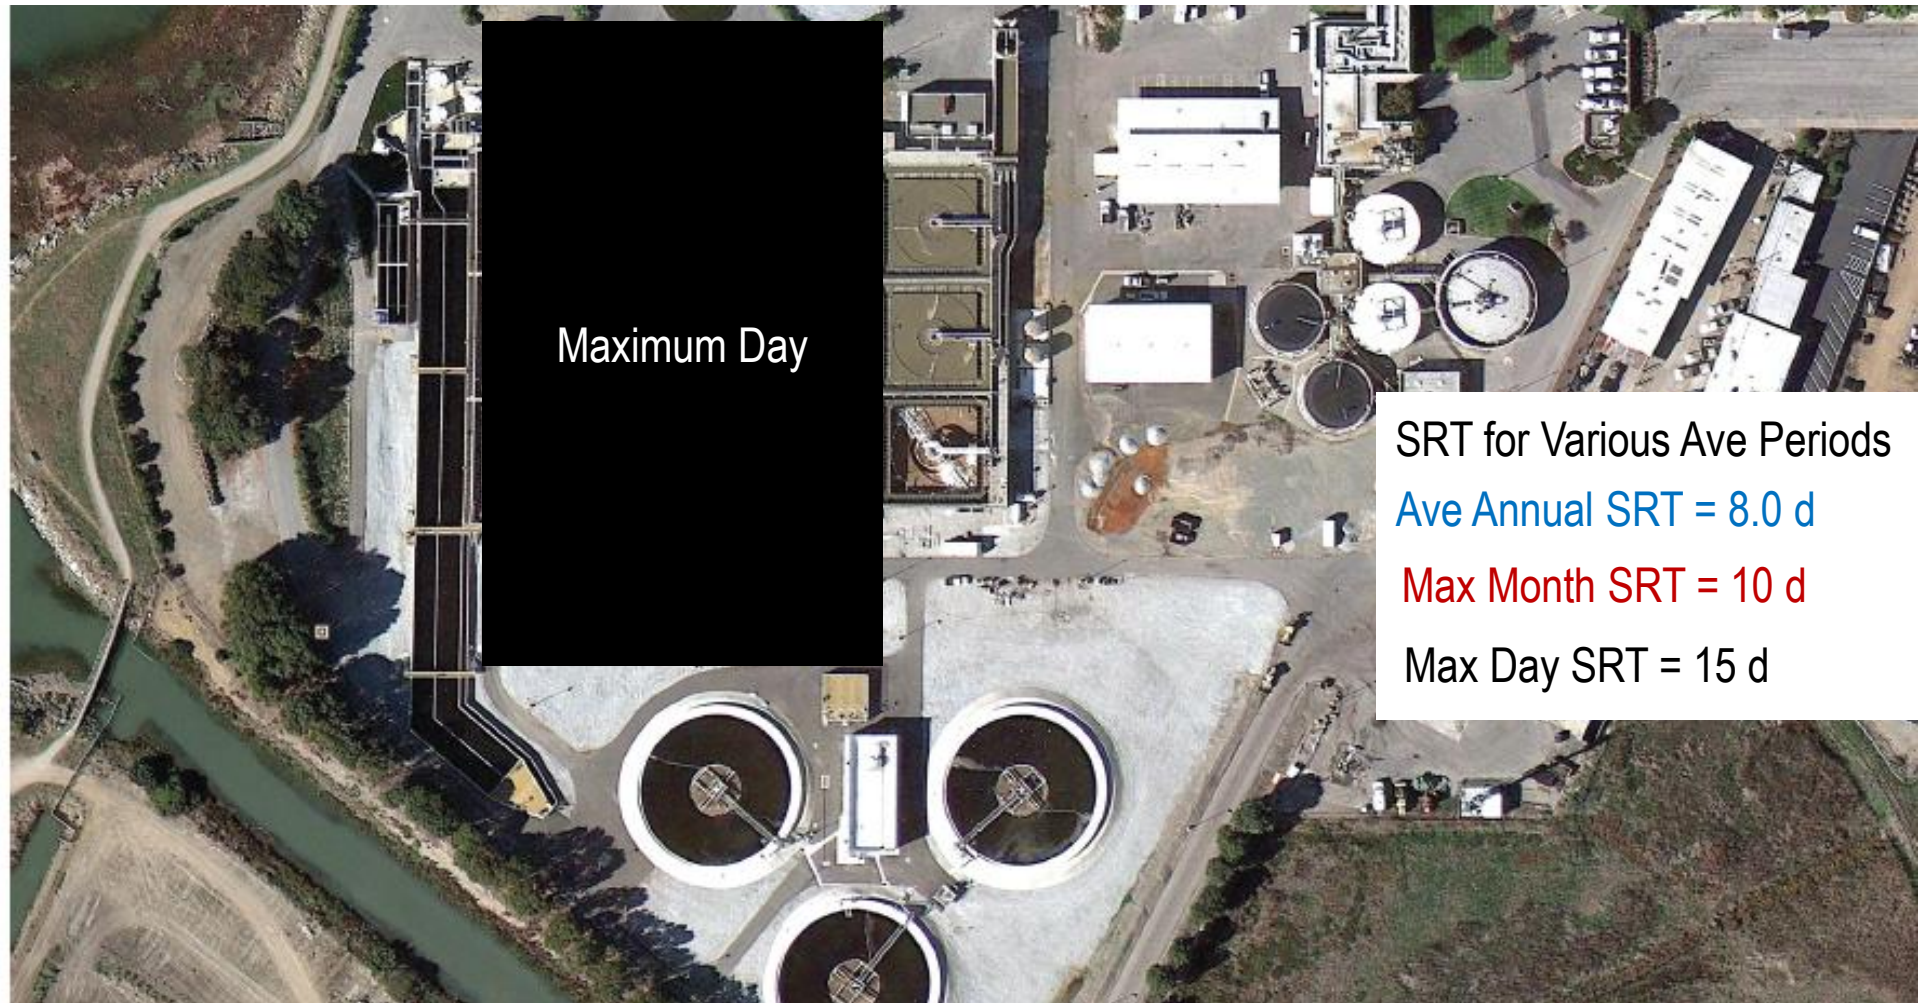 Maximum Day
SRT for Various Ave Periods
Ave Annual SRT = 8.0 d
Max Month SRT = 10 d
Max Day SRT = 15 d